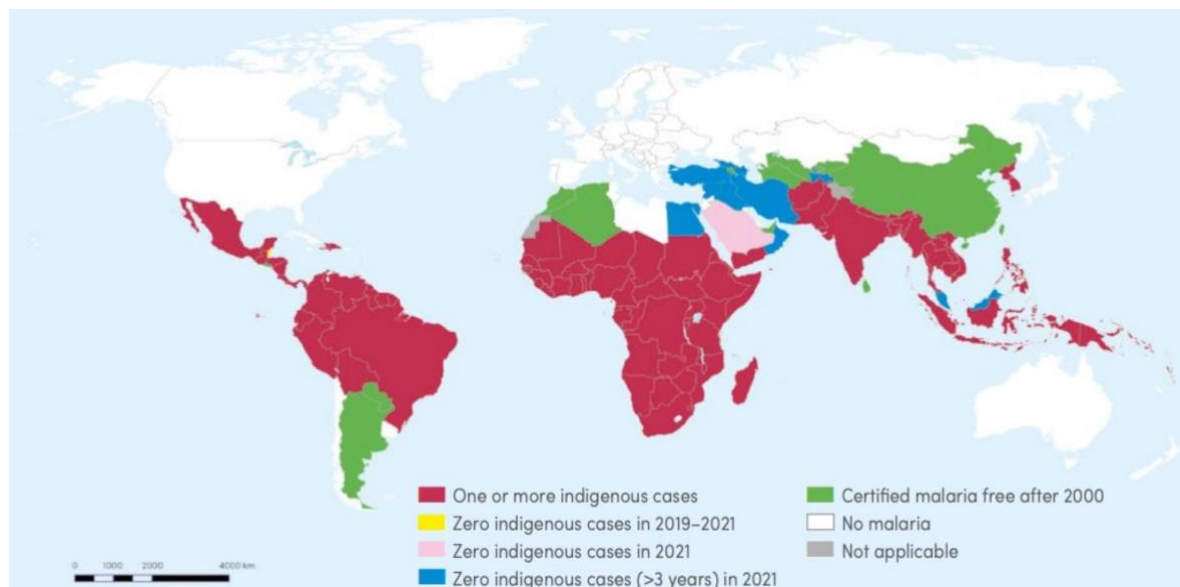 One or more indigenous cases
Zero indigenous cases in 2019–2021
Zero indigenous cases in 2021
Zero indigenous cases (>3 years) in 2021
Certified malaria free after 2000
No malaria
Not applicable
0 1000 2000 4000 km